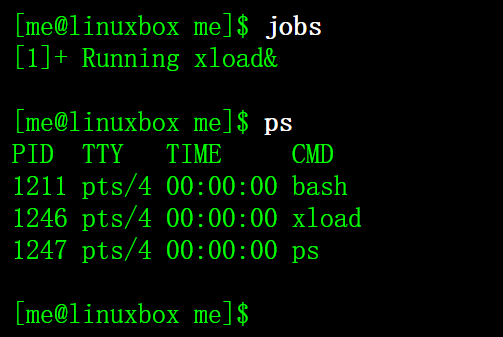 [me@linuxbox me]$ jobs
[1]+ Running xload&
[me@linuxbox me]$ ps
PID TTY TIME CMD
1211 pts/4 00:00:00 bash
1246 pts/4 00:00:00 xload
1247 pts/4 00:00:00 ps
[me@linuxbox me]$